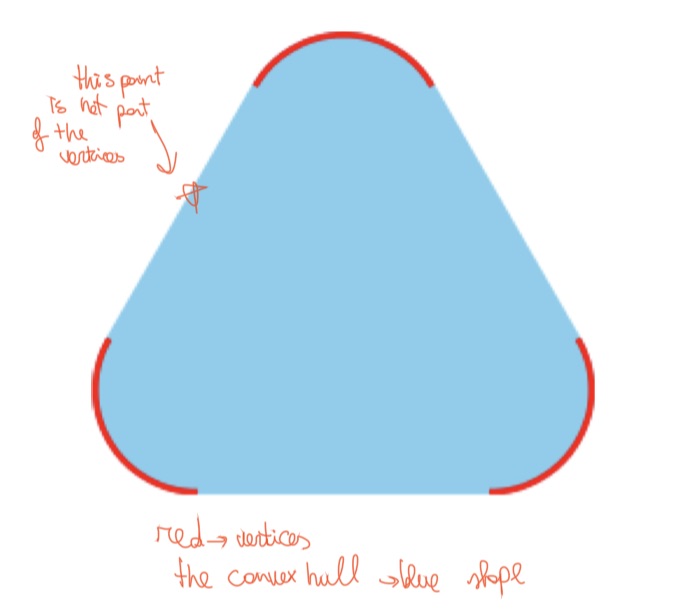 this point
is not part
of the
vertices
red → vertices
the convex hull → blue shape